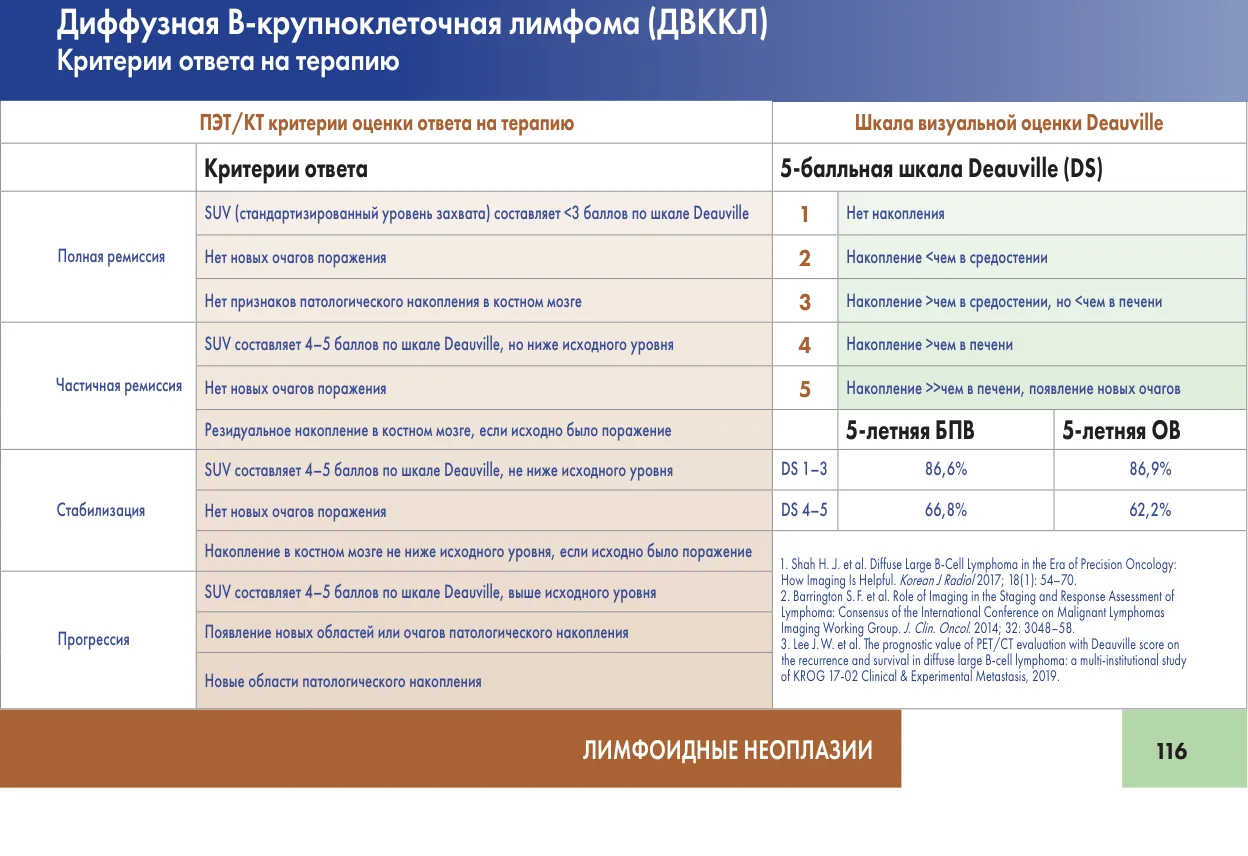 Диффузная В-крупноклеточная лимфома (ДВККЛ)
Критерии ответа на терапию
ПЭТ/КТ критерии оценки ответа на терапию
Критерии ответа
Полная ремиссия
SUV (стандартизированный уровень захвата) составляет <3 баллов по шкале Deauville
Нет новых очагов поражения
Нет признаков патологического накопления в костном мозге
Частичная ремиссия
SUV составляет 4–5 баллов по шкале Deauville, но ниже исходного уровня
Нет новых очагов поражения
Резидуальное накопление в костном мозге, если исходно было поражение
Стабилизация
SUV составляет 4–5 баллов по шкале Deauville, не ниже исходного уровня
Нет новых очагов поражения
Накопление в костном мозге не ниже исходного уровня, если исходно было поражение
Прогрессия
SUV составляет 4–5 баллов по шкале Deauville, выше исходного уровня
Появление новых областей или очагов патологического накопления
Новые области патологического накопления
Шкала визуальной оценки Deauville
5-балльная шкала Deauville (DS)
1 Нет накопления
2 Накопление <чем в средостении
3 Накопление >чем в средостении, но <чем в печени
4 Накопление >чем в печени
5 Накопление >>чем в печени, появление новых очагов
5-летняя БПВ 5-летняя ОВ
DS 1–3 86,6% 86,9%
DS 4–5 66,8% 62,2%
1. Shah H. J. et al. Diffuse Large B-Cell Lymphoma in the Era of Precision Oncology:
How Imaging Is Helpful. Korean J Radiol 2017; 18(1): 54–70.
2. Barrington S. F. et al. Role of Imaging in the Staging and Response Assessment of
Lymphoma: Consensus of the International Conference on Malignant Lymphomas
Imaging Working Group. J. Clin. Oncol. 2014; 32: 3048–58.
3. Lee J. W. et al. The prognostic value of PET/CT evaluation with Deauville score on
the recurrence and survival in diffuse large B-cell lymphoma: a multi-institutional study
of KROG 17-02 Clinical & Experimental Metastasis, 2019.
ЛИМФОИДНЫЕ НЕОПЛАЗИИ
116